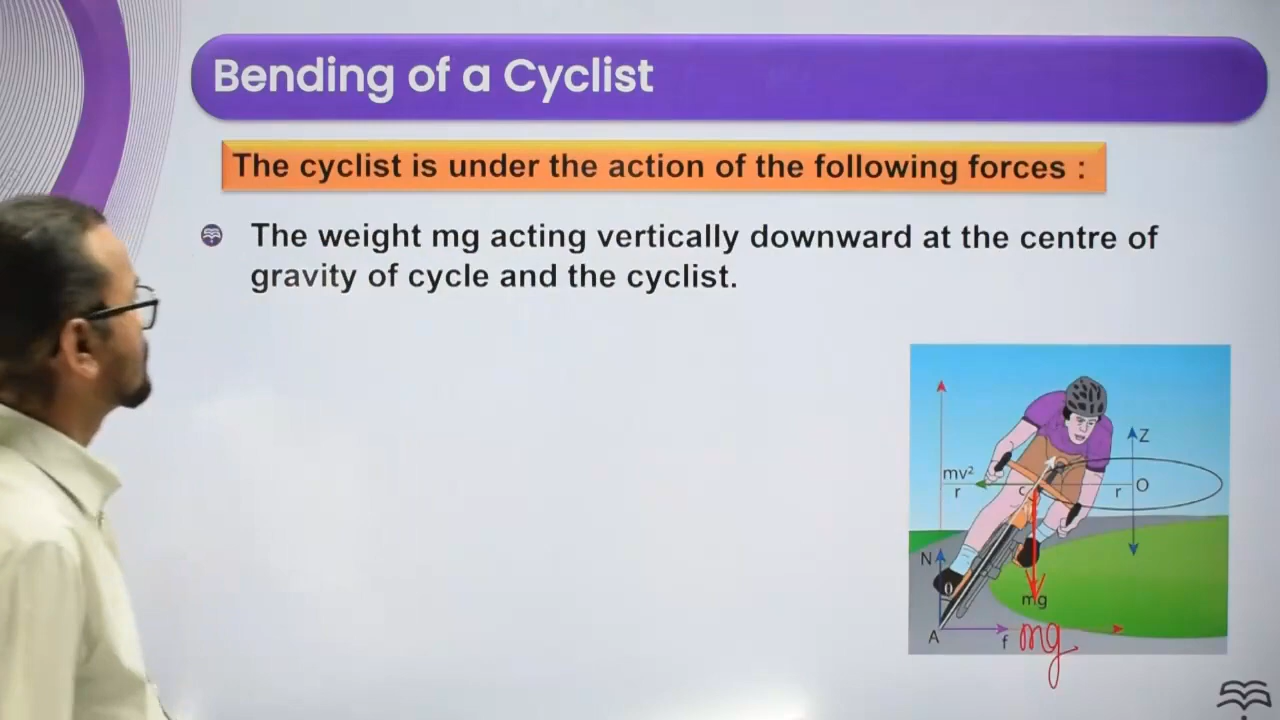 Bending of a Cyclist
The cyclist is under the action of the following forces :
The weight mg acting vertically downward at the centre of
gravity of cycle and the cyclist.
Z
mv²
r
c
r
O
N
θ
mg
A
f
mg